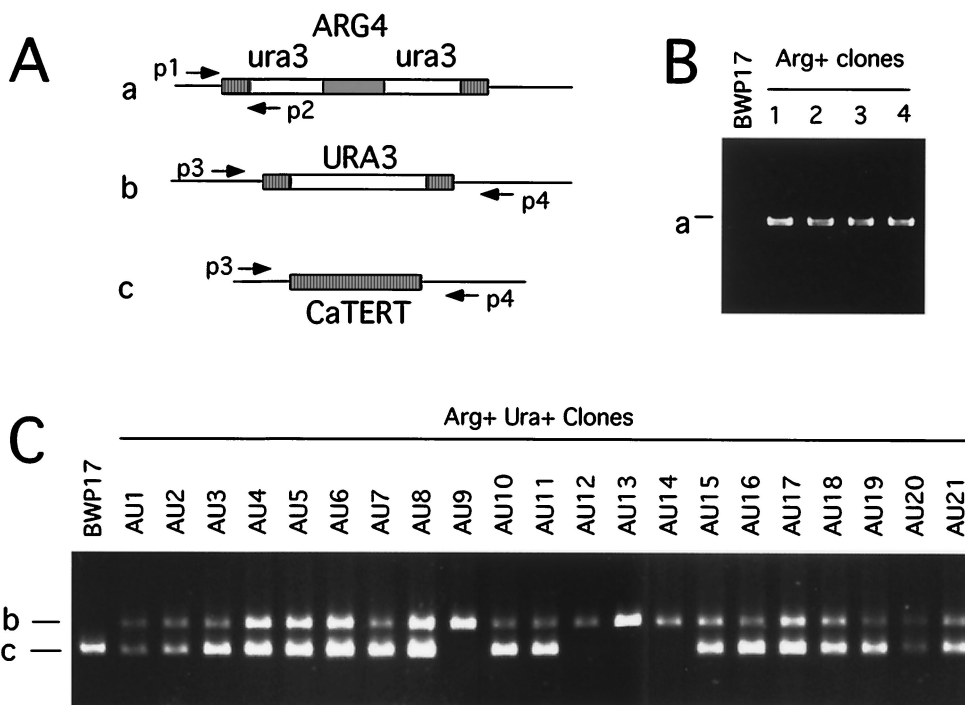 A
ARG4
ura3 ura3
p1
a
p2
URA3
p3
b
p4
p3
c
p4
CaTERT
B
BWP17
Arg+ clones
1 2 3 4
a
C
Arg+ Ura+ Clones
BWP17 AU1 AU2 AU3 AU4 AU5 AU6 AU7 AU8 AU9 AU10 AU11 AU12 AU13 AU14 AU15 AU16 AU17 AU18 AU19 AU20 AU21
b
c